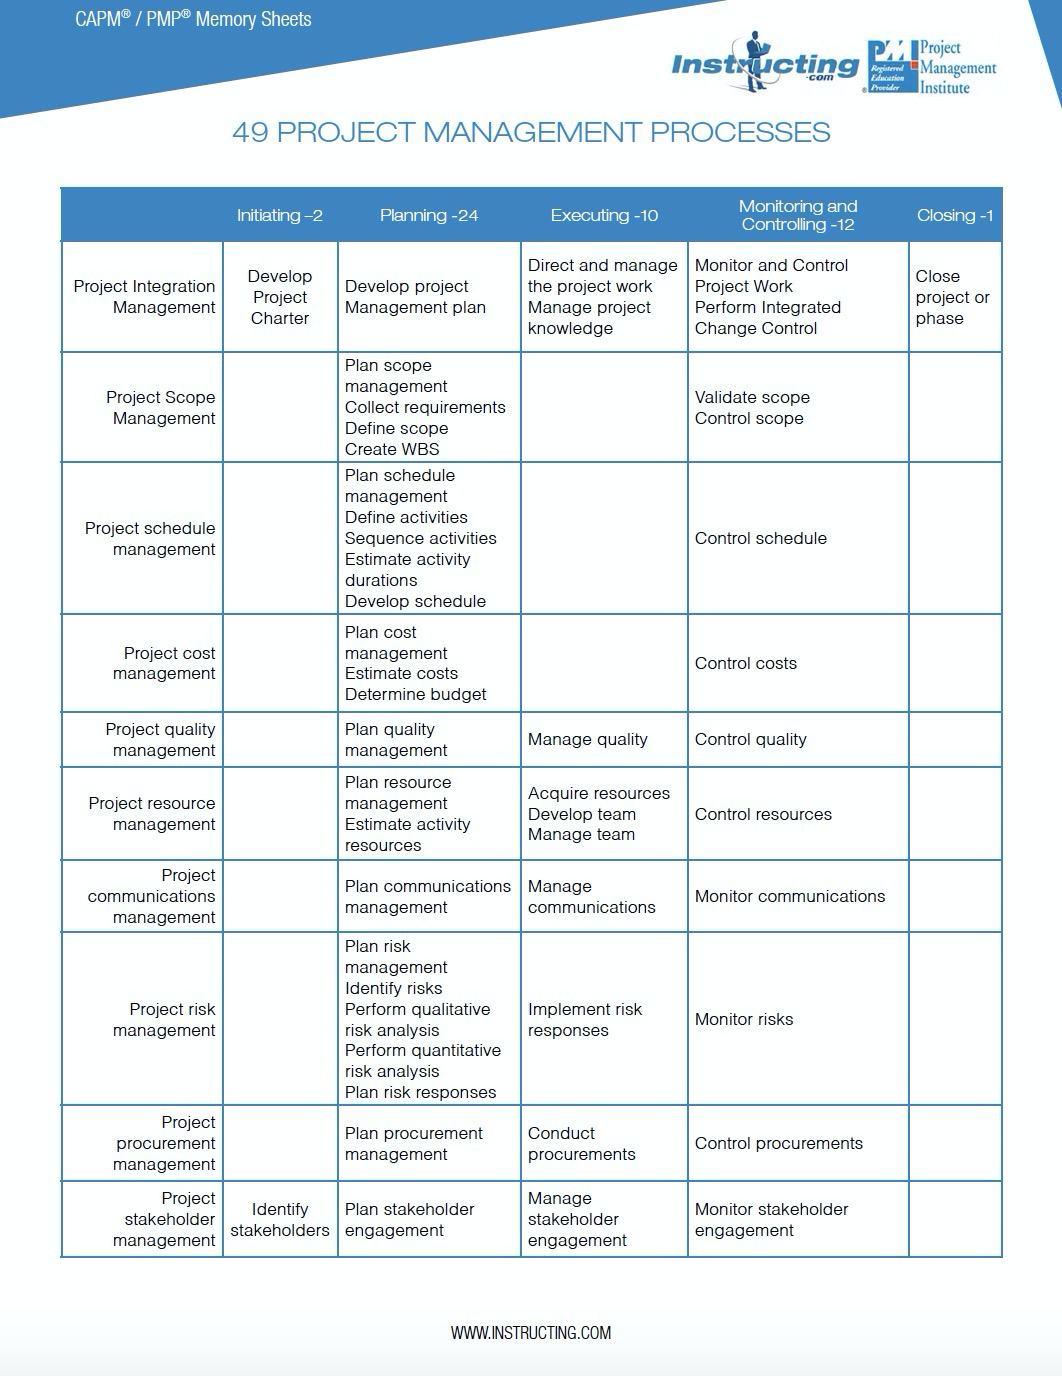 CAPM® / PMP® Memory Sheets
Instructing
.com
PMI
Registered
Education
Provider
®
Project
Management
Institute
49 PROJECT MANAGEMENT PROCESSES
Initiating –2
Planning -24
Executing -10
Monitoring and
Controlling -12
Closing -1
Project Integration
Management
Develop
Project
Charter
Develop project
Management plan
Direct and manage
the project work
Manage project
knowledge
Monitor and Control
Project Work
Perform Integrated
Change Control
Close
project or
phase
Project Scope
Management
Plan scope
management
Collect requirements
Define scope
Create WBS
Validate scope
Control scope
Project schedule
management
Plan schedule
management
Define activities
Sequence activities
Estimate activity
durations
Develop schedule
Control schedule
Project cost
management
Plan cost
management
Estimate costs
Determine budget
Control costs
Project quality
management
Plan quality
management
Manage quality
Control quality
Project resource
management
Plan resource
management
Estimate activity
resources
Acquire resources
Develop team
Manage team
Control resources
Project
communications
management
Plan communications
management
Manage
communications
Monitor communications
Project risk
management
Plan risk
management
Identify risks
Perform qualitative
risk analysis
Perform quantitative
risk analysis
Plan risk responses
Implement risk
responses
Monitor risks
Project
procurement
management
Plan procurement
management
Conduct
procurements
Control procurements
Project
stakeholder
management
Identify
stakeholders
Plan stakeholder
engagement
Manage
stakeholder
engagement
Monitor stakeholder
engagement
WWW.INSTRUCTING.COM